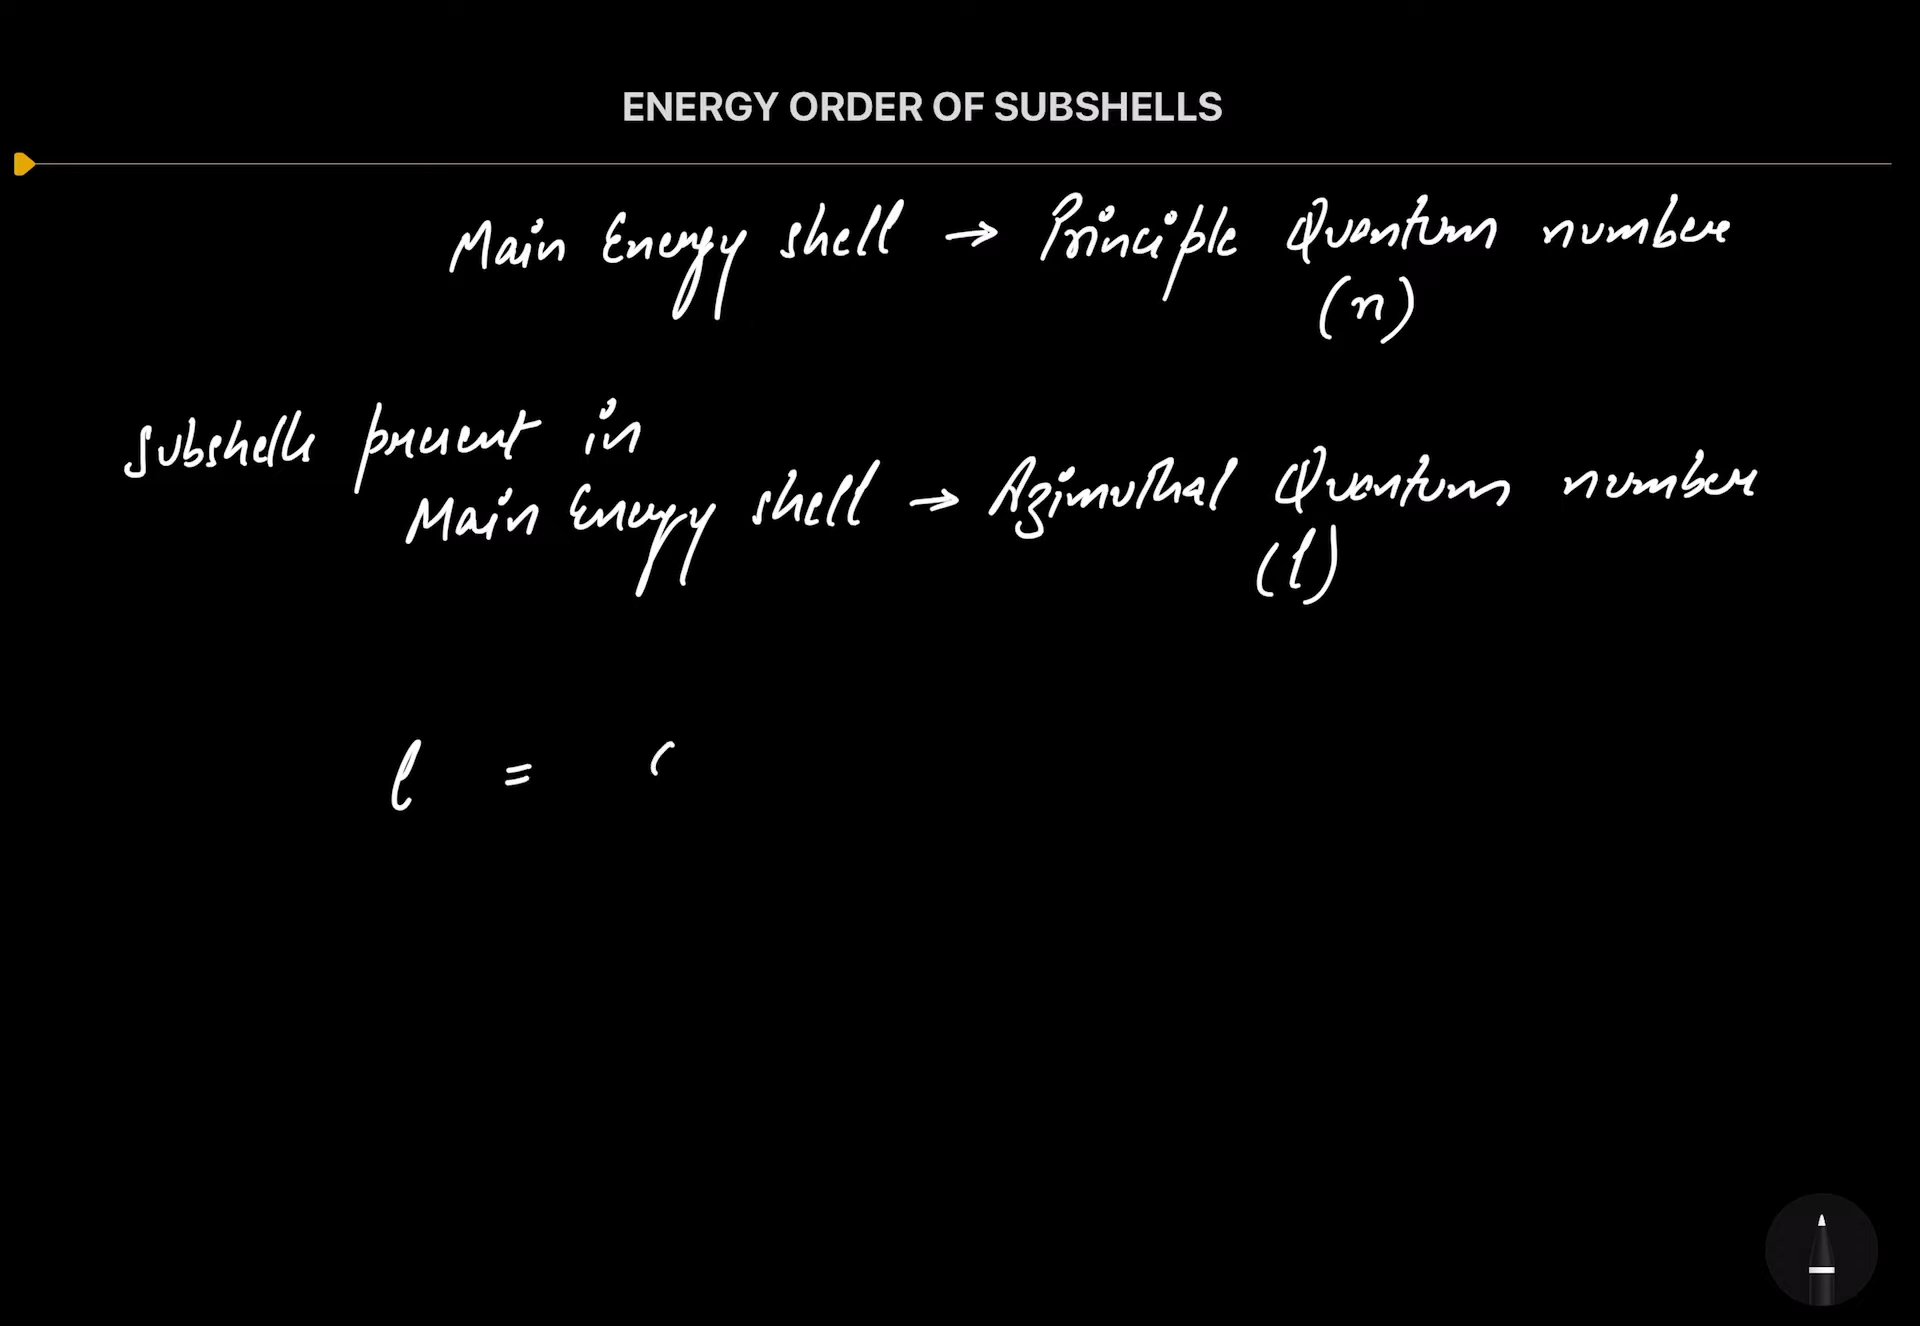 ENERGY ORDER OF SUBSHELLS
Main Energy shell → Principle Quantum number
(n)
Subshells present in
Main Energy shell → Azimuthal Quantum number
(l)
l =